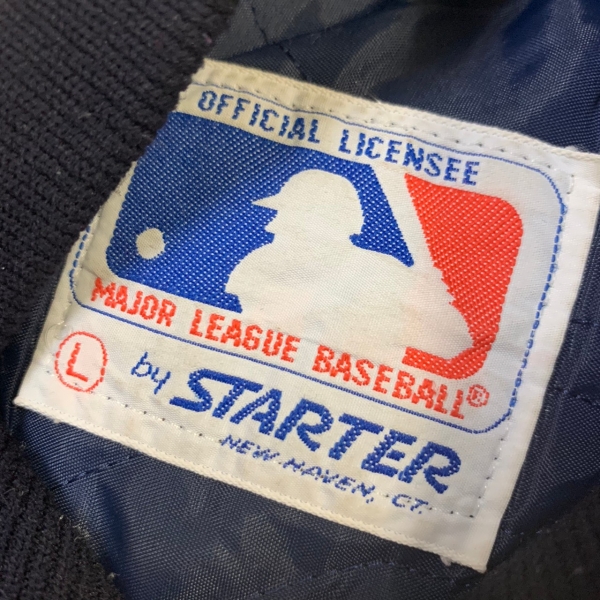 OFFICIAL LICENSEE
MAJOR LEAGUE BASEBALL®
L by STARTER
NEW HAVEN, CT.